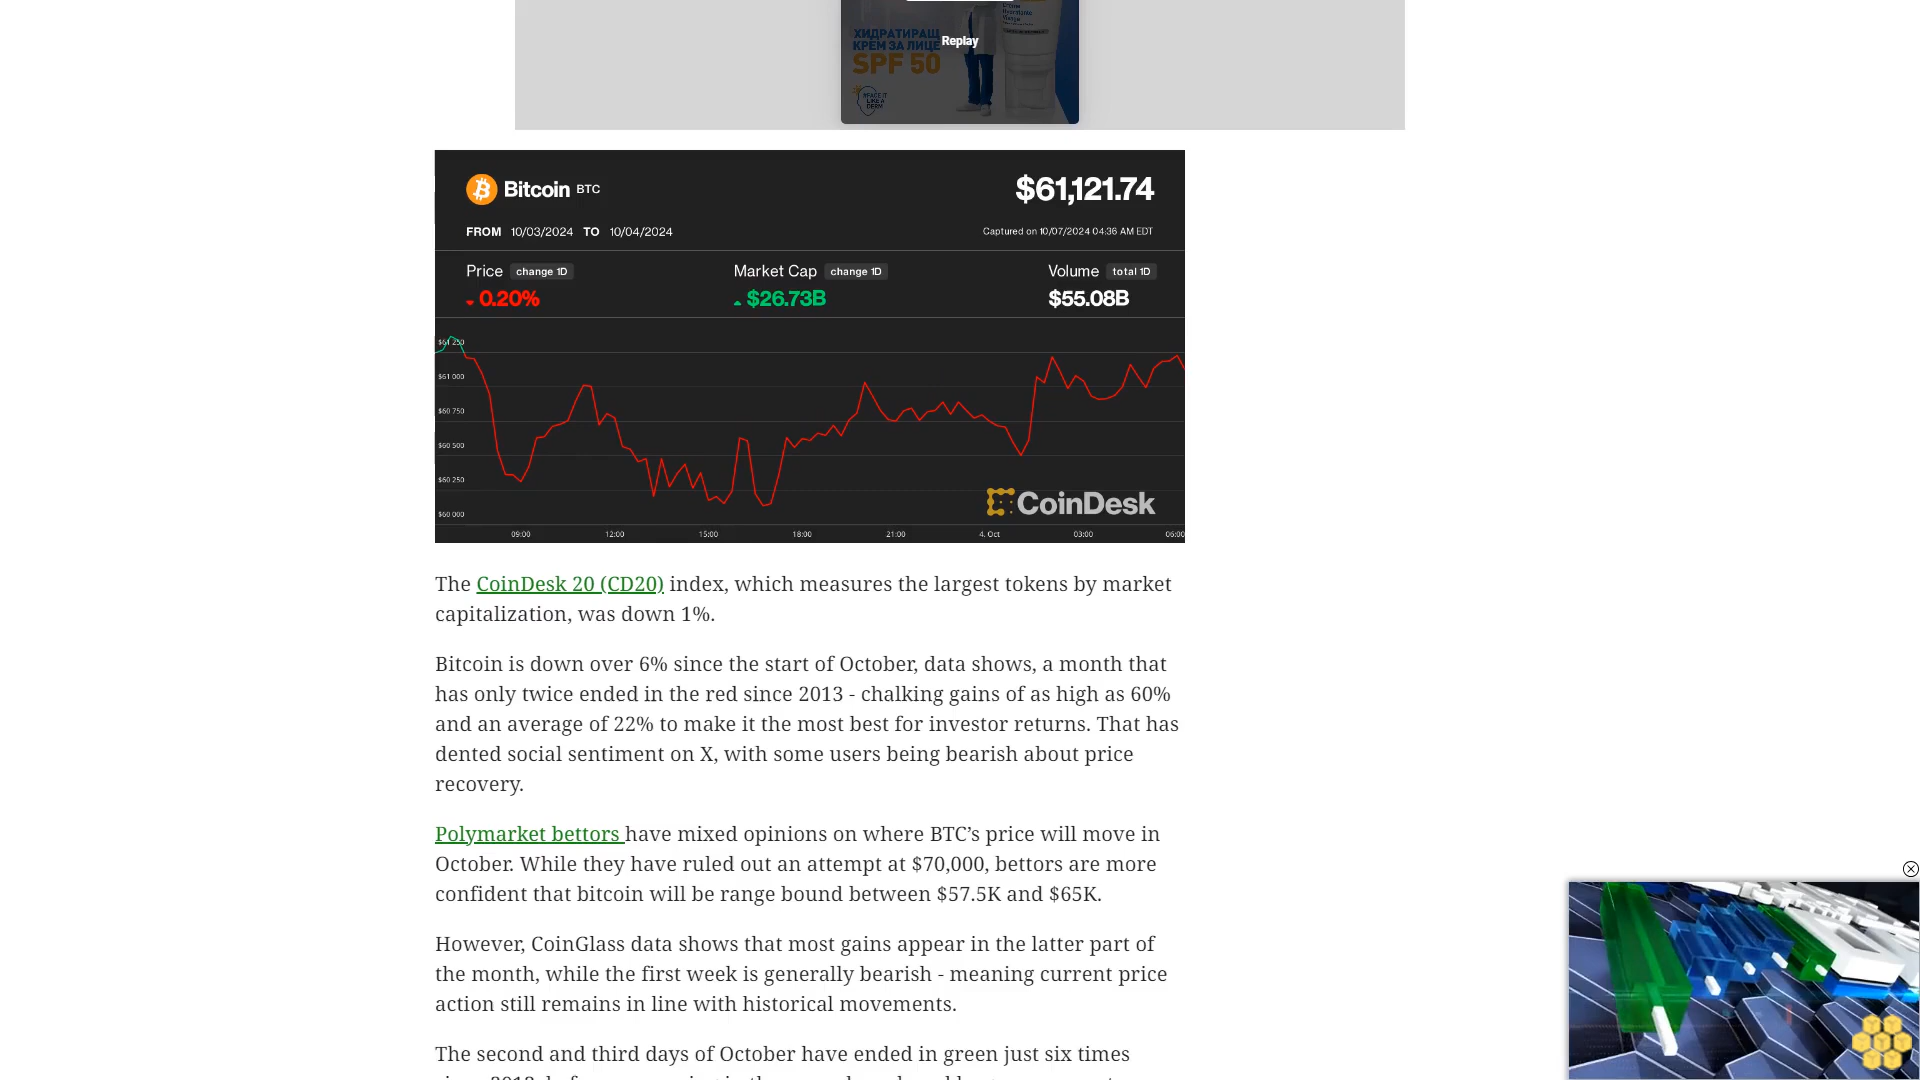 ХИДРАТИРАЩ
КРЕМ ЗА ЛИЦЕ
SPF 50
Replay
Bitcoin BTC
$61,121.74
FROM 10/03/2024 TO 10/04/2024
Captured on 10/07/2024 04:36 AM EDT
Price change 1D
Market Cap change 1D
Volume total 1D
0.20%
$26.73B
$55.08B
$61 250
$61 000
$60 750
$60 500
$60 250
$60 000
CoinDesk
09:00 12:00 15:00 18:00 21:00 4. Oct 03:00 06:00
The CoinDesk 20 (CD20) index, which measures the largest tokens by market
capitalization, was down 1%.
Bitcoin is down over 6% since the start of October, data shows, a month that
has only twice ended in the red since 2013 - chalking gains of as high as 60%
and an average of 22% to make it the most best for investor returns. That has
dented social sentiment on X, with some users being bearish about price
recovery.
Polymarket bettors have mixed opinions on where BTC’s price will move in
October. While they have ruled out an attempt at $70,000, bettors are more
confident that bitcoin will be range bound between $57.5K and $65K.
However, CoinGlass data shows that most gains appear in the latter part of
the month, while the first week is generally bearish - meaning current price
action still remains in line with historical movements.
The second and third days of October have ended in green just six times